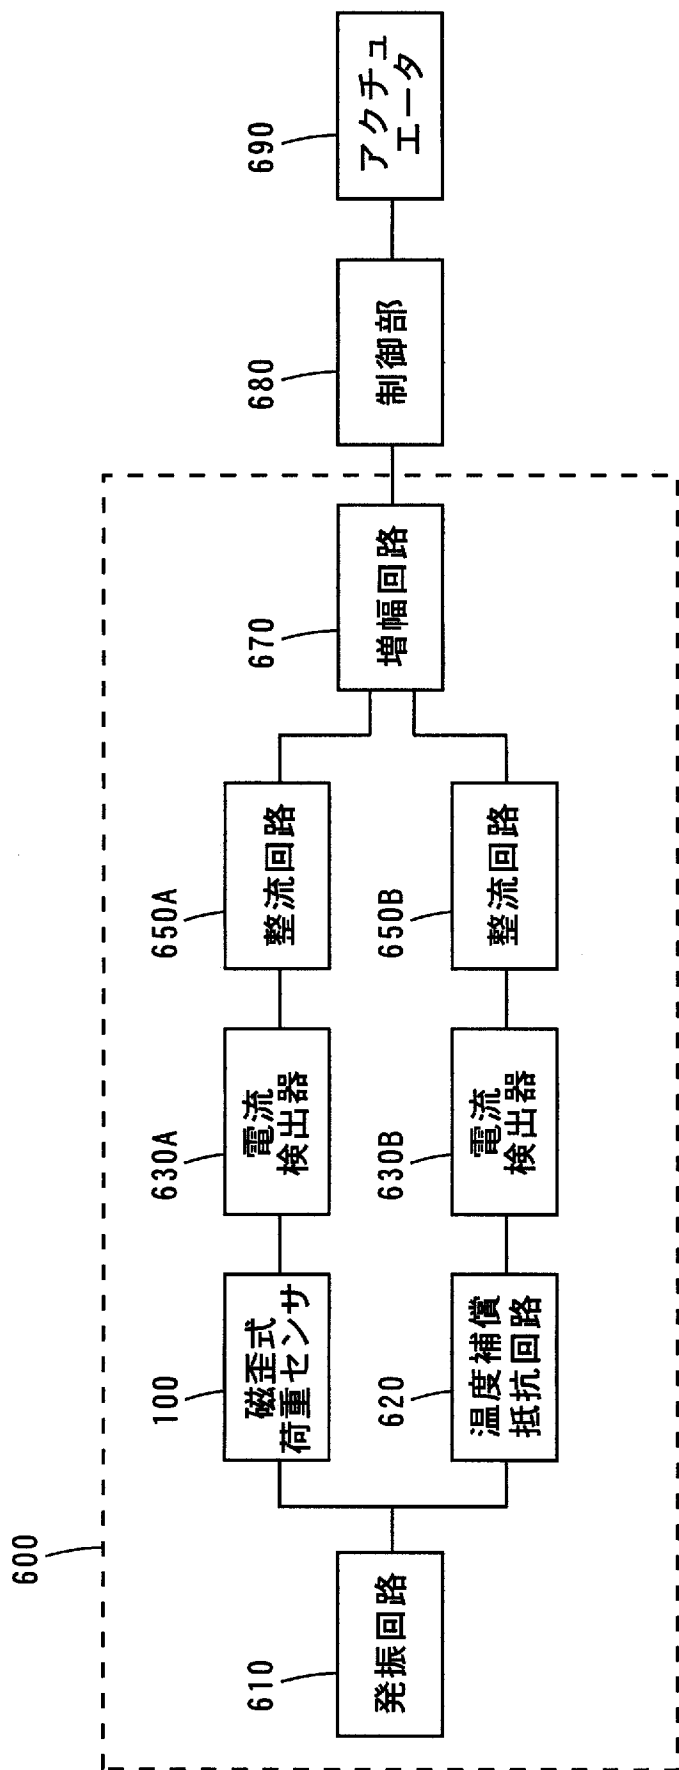 600
610
発振回路
100
磁歪式
荷重センサ
620
温度補償
抵抗回路
630A
電流
検出器
630B
電流
検出器
650A
整流回路
650B
整流回路
670
増幅回路
680
制御部
690
アクチュ
エータ